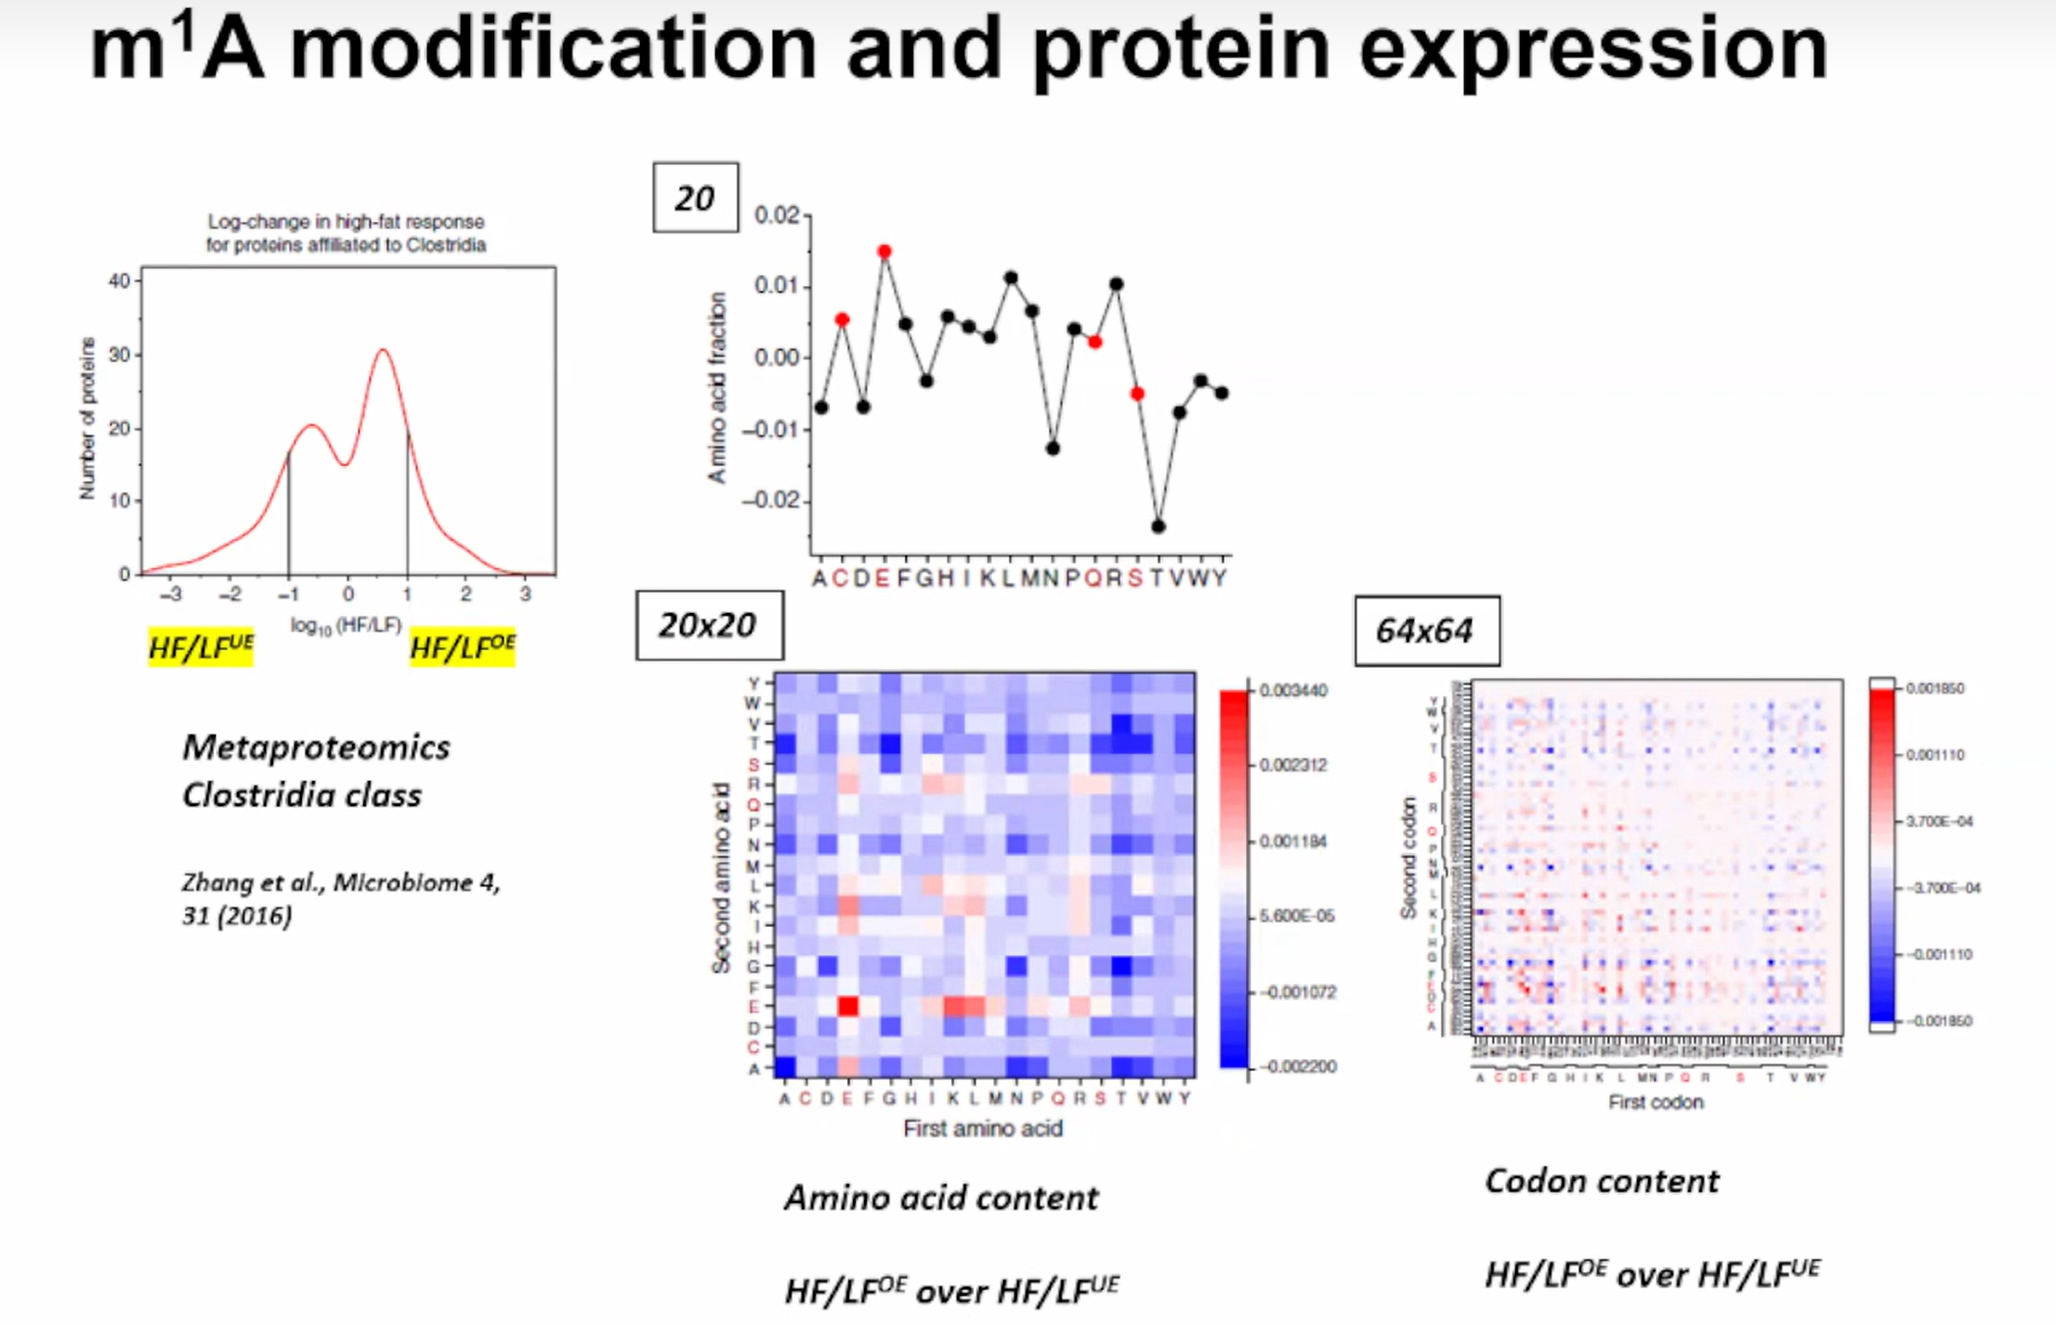 m¹A modification and protein expression
Log-change in high-fat response
for proteins affiliated to Clostridia
Number of proteins
40
30
20
10
0
−3 −2 −1 0 1 2 3
log₁₀ (HF/LF)
HF/LFᵁᴱ
HF/LFᴼᴱ
Metaproteomics
Clostridia class
Zhang et al., Microbiome 4,
31 (2016)
20
Amino acid fraction
0.02
0.01
0.00
−0.01
−0.02
A C D E F G H I K L M N P Q R S T V W Y
20x20
Second amino acid
Y
W
V
T
S
R
Q
P
N
M
L
K
I
H
G
F
E
D
C
A
A C D E F G H I K L M N P Q R S T V W Y
First amino acid
0.003440
0.002312
0.001184
5.600E−05
−0.001072
−0.002200
Amino acid content
HF/LFᴼᴱ over HF/LFᵁᴱ
64x64
Second codon
Y
W
V
T
S
R
Q
P
N
M
L
K
I
H
G
F
E
D
C
A
A C D E F G H I K L M N P Q R S T V W Y
First codon
0.001850
0.001110
3.700E−04
−3.700E−04
−0.001110
−0.001850
Codon content
HF/LFᴼᴱ over HF/LFᵁᴱ